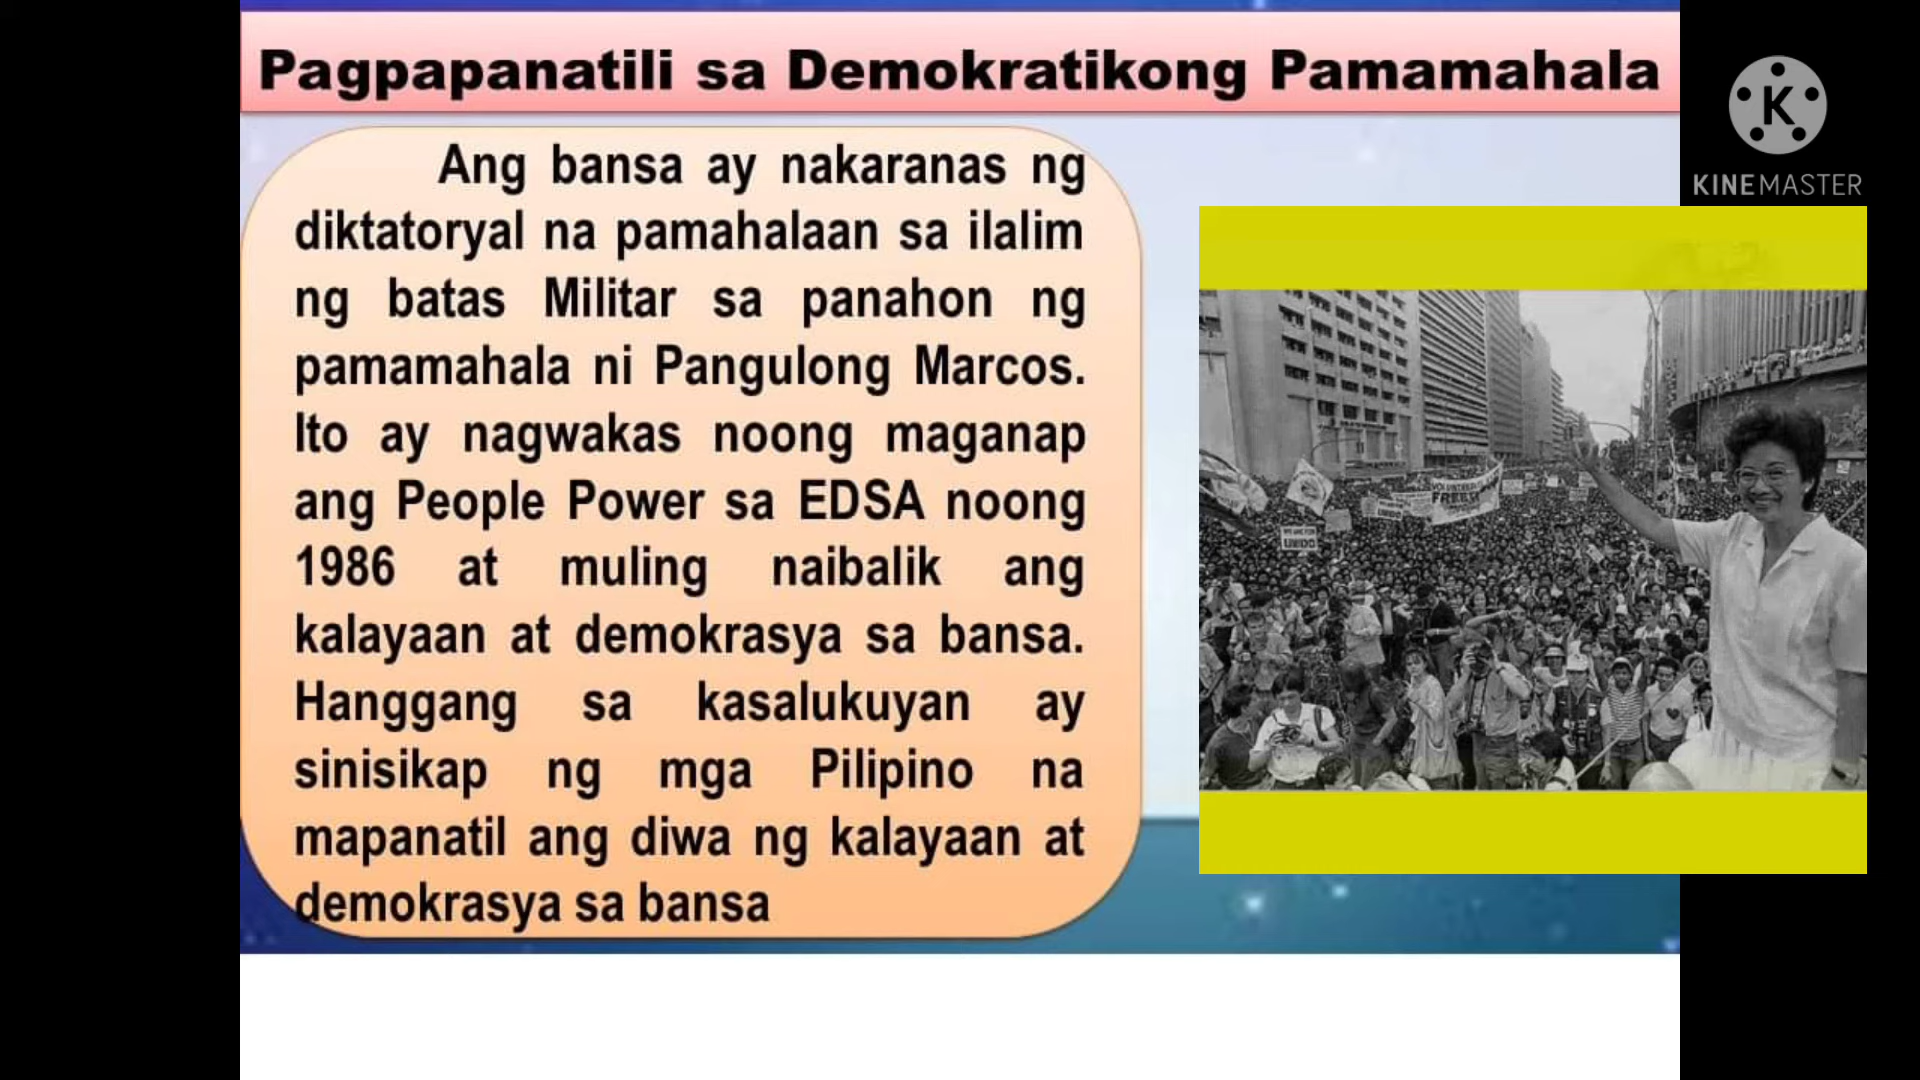 Pagpapanatili sa Demokratikong Pamamahala
Ang bansa ay nakaranas ng
diktatoryal na pamahalaan sa ilalim
ng batas Militar sa panahon ng
pamamahala ni Pangulong Marcos.
Ito ay nagwakas noong maganap
ang People Power sa EDSA noong
1986 at muling naibalik ang
kalayaan at demokrasya sa bansa.
Hanggang sa kasalukuyan ay
sinisikap ng mga Pilipino na
mapanatil ang diwa ng kalayaan at
demokrasya sa bansa
K
KINEMASTER
UNIDO